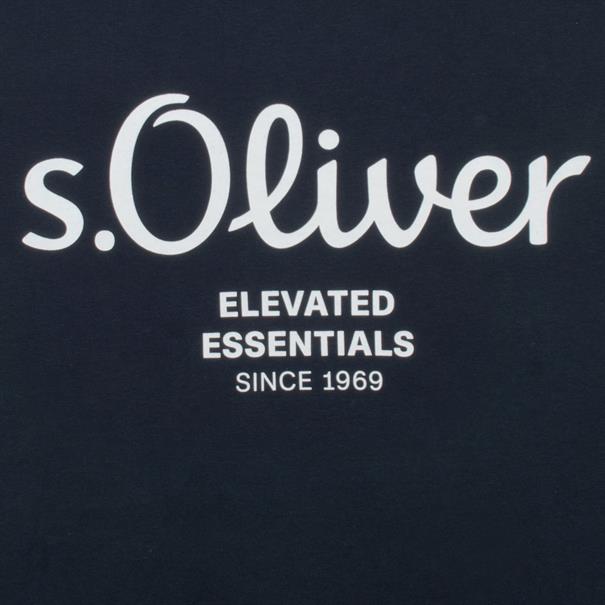 s.Oliver
ELEVATED
ESSENTIALS
SINCE 1969